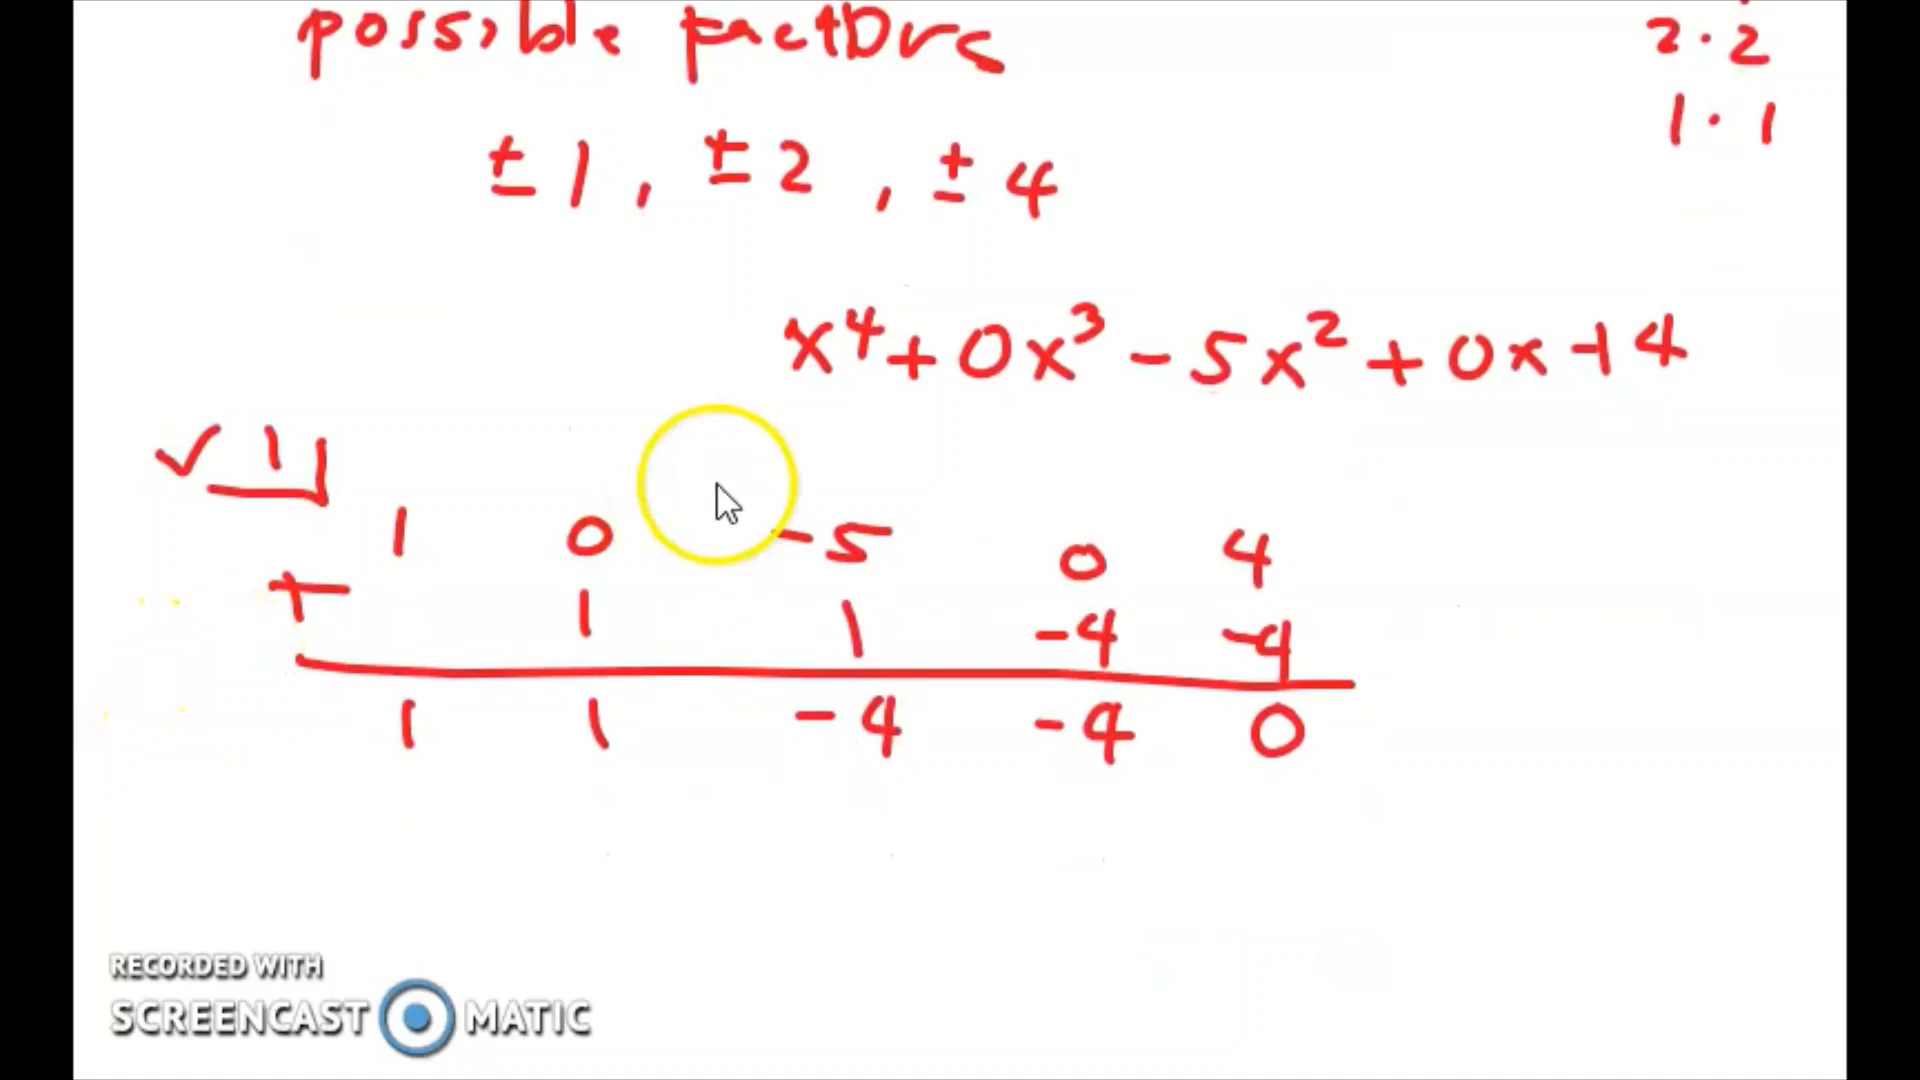 possible factors
2 · 2
1 · 1
± 1 , ± 2 , ± 4
x⁴ + 0x³ - 5x² + 0x + 4
✓ 1
1 0 -5 0 4
+ 1 1 -4 -4
1 1 -4 -4 0
RECORDED WITH
SCREENCAST MATIC